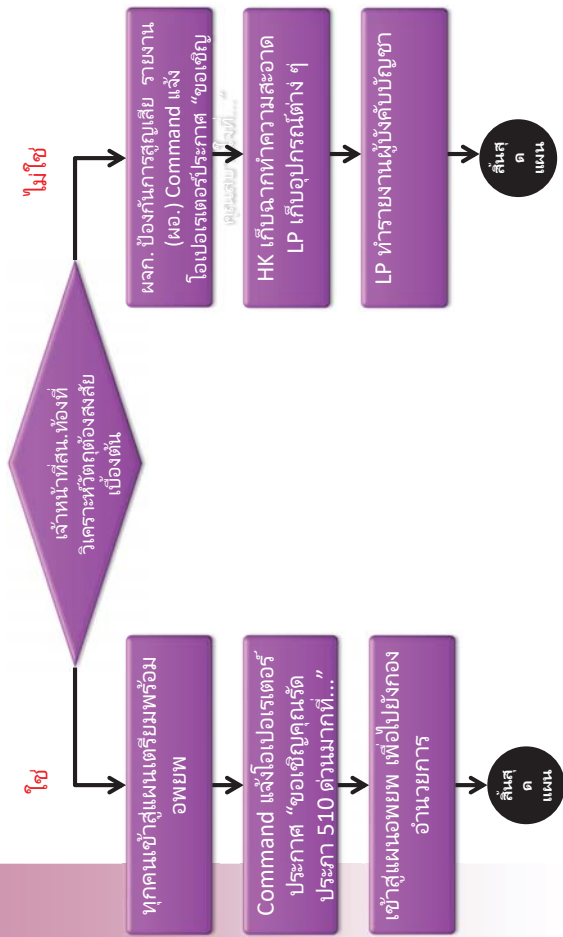 เจ้าหน้าที่สน.ท้องที่
วิเคราะห์วัตถุต้องสงสัย
เบื้องต้น
ใช่
ทุกคนเข้าสู่แผนเตรียมพร้อม
อพยพ
Command แจ้งโอเปอเรเตอร์
ประกาศ “ขอเชิญคุณรัด
ประภา 510 ด่วนมากที่...”
เข้าสู่แผนอพยพ เพื่อไปยังกอง
อำนวยการ
สิ้นสุ
ด
แผน
ไม่ใช่
ผจก. ป้องกันการสูญเสีย รายงาน
(ผอ.) Command แจ้ง
โอเปอเรเตอร์ประกาศ “ขอเชิญ
HK เก็บฉากทำความสะอาด
LP เก็บอุปกรณ์ต่าง ๆ
LP ทำรายงานผู้บังคับบัญชา
สิ้นสุ
ด
แผน